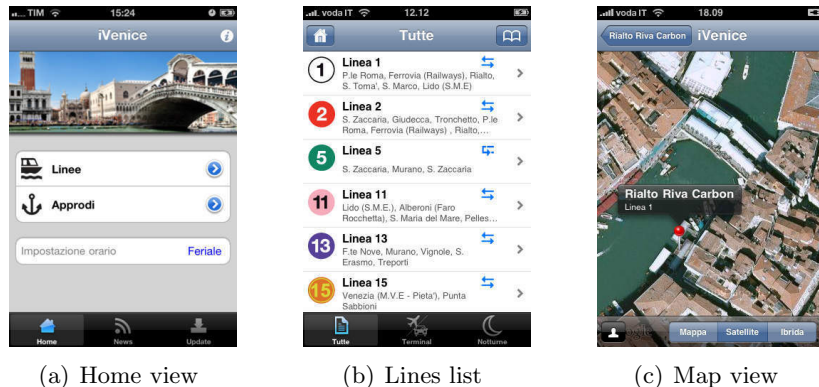 TIM 15:24
iVenice
Linee
Approdi
Impostazione orario Feriale
Home News Update
(a) Home view
voda IT 12.12
Tutte
1 Linea 1
P.le Roma, Ferrovia (Railways), Rialto,
S. Toma', S. Marco, Lido (S.M.E)
2 Linea 2
S. Zaccaria, Giudecca, Tronchetto, P.le
Roma, Ferrovia (Railways) , Rialto,...
5 Linea 5
S. Zaccaria, Murano, S. Zaccaria
11 Linea 11
Lido (S.M.E.), Alberoni (Faro
Rocchetta), S. Maria del Mare, Pelles...
13 Linea 13
F.te Nove, Murano, Vignole, S.
Erasmo, Treporti
15 Linea 15
Venezia (M.V.E - Pieta'), Punta
Sabbioni
Tutte Terminal Notturne
(b) Lines list
voda IT 18.09
Rialto Riva Carbon iVenice
Rialto Riva Carbon
Linea 1
Mappa Satellite Ibrida
(c) Map view